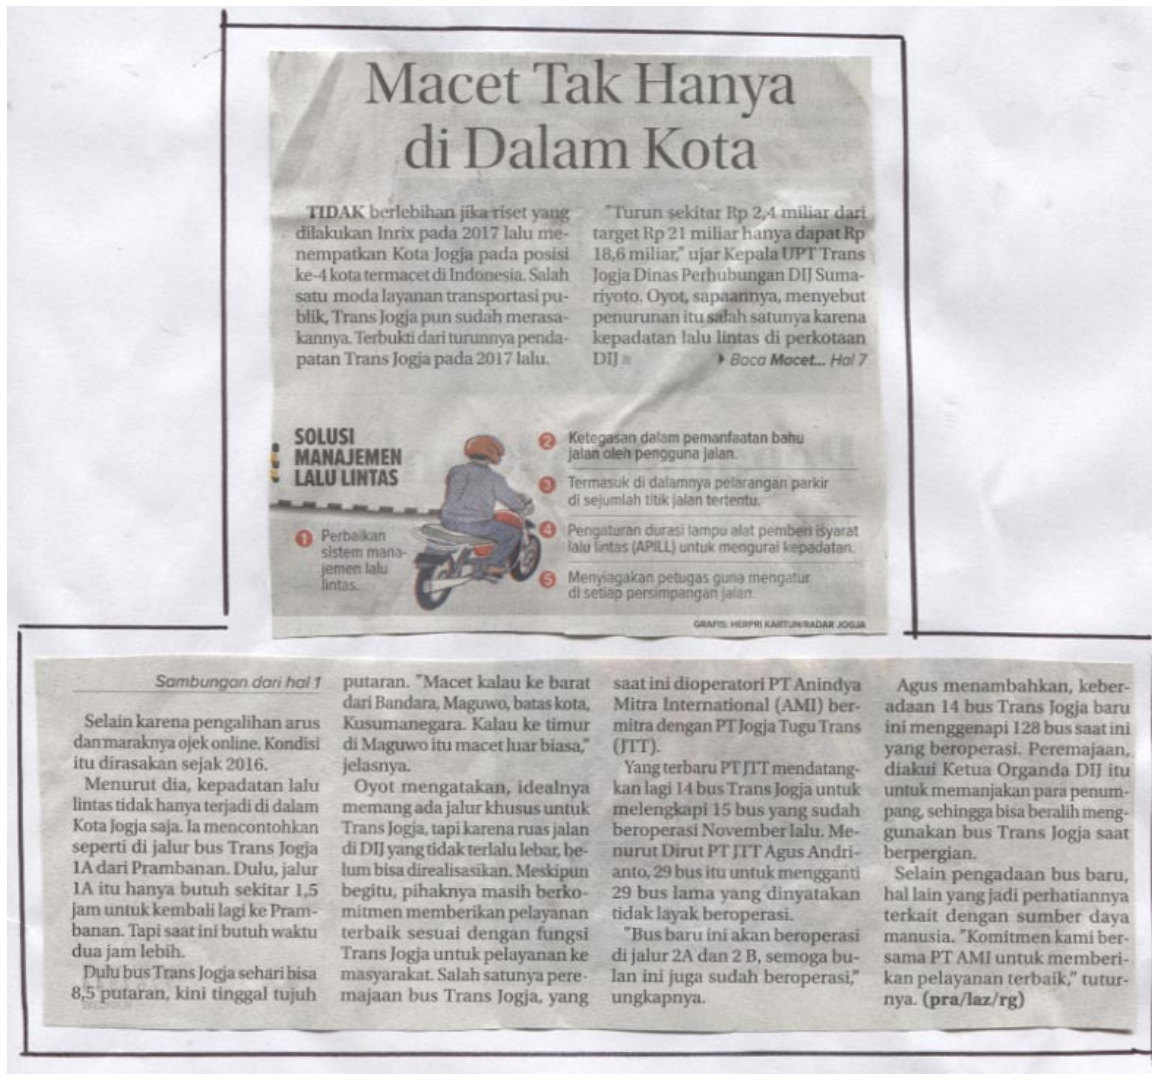 Macet Tak Hanya
di Dalam Kota
TIDAK berlebihan jika riset yang
dilakukan Inrix pada 2017 lalu me-
nempatkan Kota Jogja pada posisi
ke-4 kota termacet di Indonesia. Salah
satu moda layanan transportasi pu-
blik, Trans Jogja pun sudah merasa-
kannya. Terbukti dari turunnya penda-
patan Trans Jogja pada 2017 lalu.
"Turun sekitar Rp 2,4 miliar dari
target Rp 21 miliar hanya dapat Rp
18,6 miliar," ujar Kepala UPT Trans
Jogja Dinas Perhubungan DIJ Suma-
riyoto. Oyot, sapaannya, menyebut
penurunan itu salah satunya karena
kepadatan lalu lintas di perkotaan
DIJ
Baca Macet... Hal 7
SOLUSI
MANAJEMEN
LALU LINTAS
1 Perbaikan
sistem mana-
jemen lalu
lintas.
2 Ketegasan dalam pemanfaatan bahu
jalan oleh pengguna jalan.
3 Termasuk di dalamnya pelarangan parkir
di sejumlah titik jalan tertentu.
4 Pengaturan durasi lampu alat pemberi isyarat
lalu lintas (APILL) untuk mengurai kepadatan.
5 Menyiagakan petugas guna mengatur
di setiap persimpangan jalan.
GRAFIS: HERPRI KARTUN/RADAR JOGJA
Sambungan dari hal 1
Selain karena pengalihan arus
dan maraknya ojek online. Kondisi
itu dirasakan sejak 2016.
Menurut dia, kepadatan lalu
lintas tidak hanya terjadi di dalam
Kota Jogja saja. Ia mencontohkan
seperti di jalur bus Trans Jogja
1A dari Prambanan. Dulu, jalur
1A itu hanya butuh sekitar 1,5
jam untuk kembali lagi ke Pram-
banan. Tapi saat ini butuh waktu
dua jam lebih.
Dulu bus Trans Jogja sehari bisa
8,5 putaran, kini tinggal tujuh
putaran. "Macet kalau ke barat
dari Bandara, Maguwo, batas kota,
Kusumanegara. Kalau ke timur
di Maguwo itu macet luar biasa,"
jelasnya.
Oyot mengatakan, idealnya
memang ada jalur khusus untuk
Trans Jogja, tapi karena ruas jalan
di DIJ yang tidak terlalu lebar, be-
lum bisa direalisasikan. Meskipun
begitu, pihaknya masih berko-
mitmen memberikan pelayanan
terbaik sesuai dengan fungsi
Trans Jogja untuk pelayanan ke
masyarakat. Salah satunya pere-
majaan bus Trans Jogja, yang
saat ini dioperatori PT Anindya
Mitra International (AMI) ber-
mitra dengan PT Jogja Tugu Trans
(JTT).
Yang terbaru PT JTT mendatang-
kan lagi 14 bus Trans Jogja untuk
melengkapi 15 bus yang sudah
beroperasi November lalu. Me-
nurut Dirut PT JTT Agus Andri-
anto, 29 bus itu untuk mengganti
29 bus lama yang dinyatakan
tidak layak beroperasi.
"Bus baru ini akan beroperasi
di jalur 2A dan 2 B, semoga bu-
lan ini juga sudah beroperasi,"
ungkapnya.
Agus menambahkan, keber-
adaan 14 bus Trans Jogja baru
ini menggenapi 128 bus saat ini
yang beroperasi. Peremajaan,
diakui Ketua Organda DIJ itu
untuk memanjakan para penum-
pang, sehingga bisa beralih meng-
gunakan bus Trans Jogja saat
berpergian.
Selain pengadaan bus baru,
hal lain yang jadi perhatiannya
terkait dengan sumber daya
manusia. "Komitmen kami ber-
sama PT AMI untuk memberi-
kan pelayanan terbaik," tutur-
nya. (pra/laz/rg)